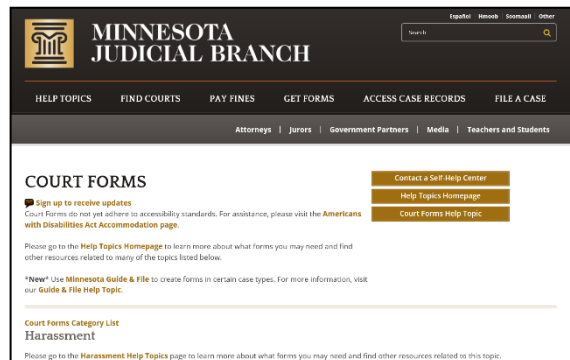 Español | Hmoob | Soomaali | Other
MINNESOTA
JUDICIAL BRANCH
Search
HELP TOPICS FIND COURTS PAY FINES GET FORMS ACCESS CASE RECORDS FILE A CASE
Attorneys | Jurors | Government Partners | Media | Teachers and Students
COURT FORMS
Contact a Self-Help Center
Help Topics Homepage
Court Forms Help Topic
Sign up to receive updates
Court Forms do not yet adhere to accessibility standards. For assistance, please visit the Americans
with Disabilities Act Accommodation page.
Please go to the Help Topics Homepage to learn more about what forms you may need and find
other resources related to many of the topics listed below.
*New* Use Minnesota Guide & File to create forms in certain case types. For more information, visit
our Guide & File Help Topic.
Court Forms Category List
Harassment
Please go to the Harassment Help Topics page to learn more about what forms you may need and find other resources related to this topic.